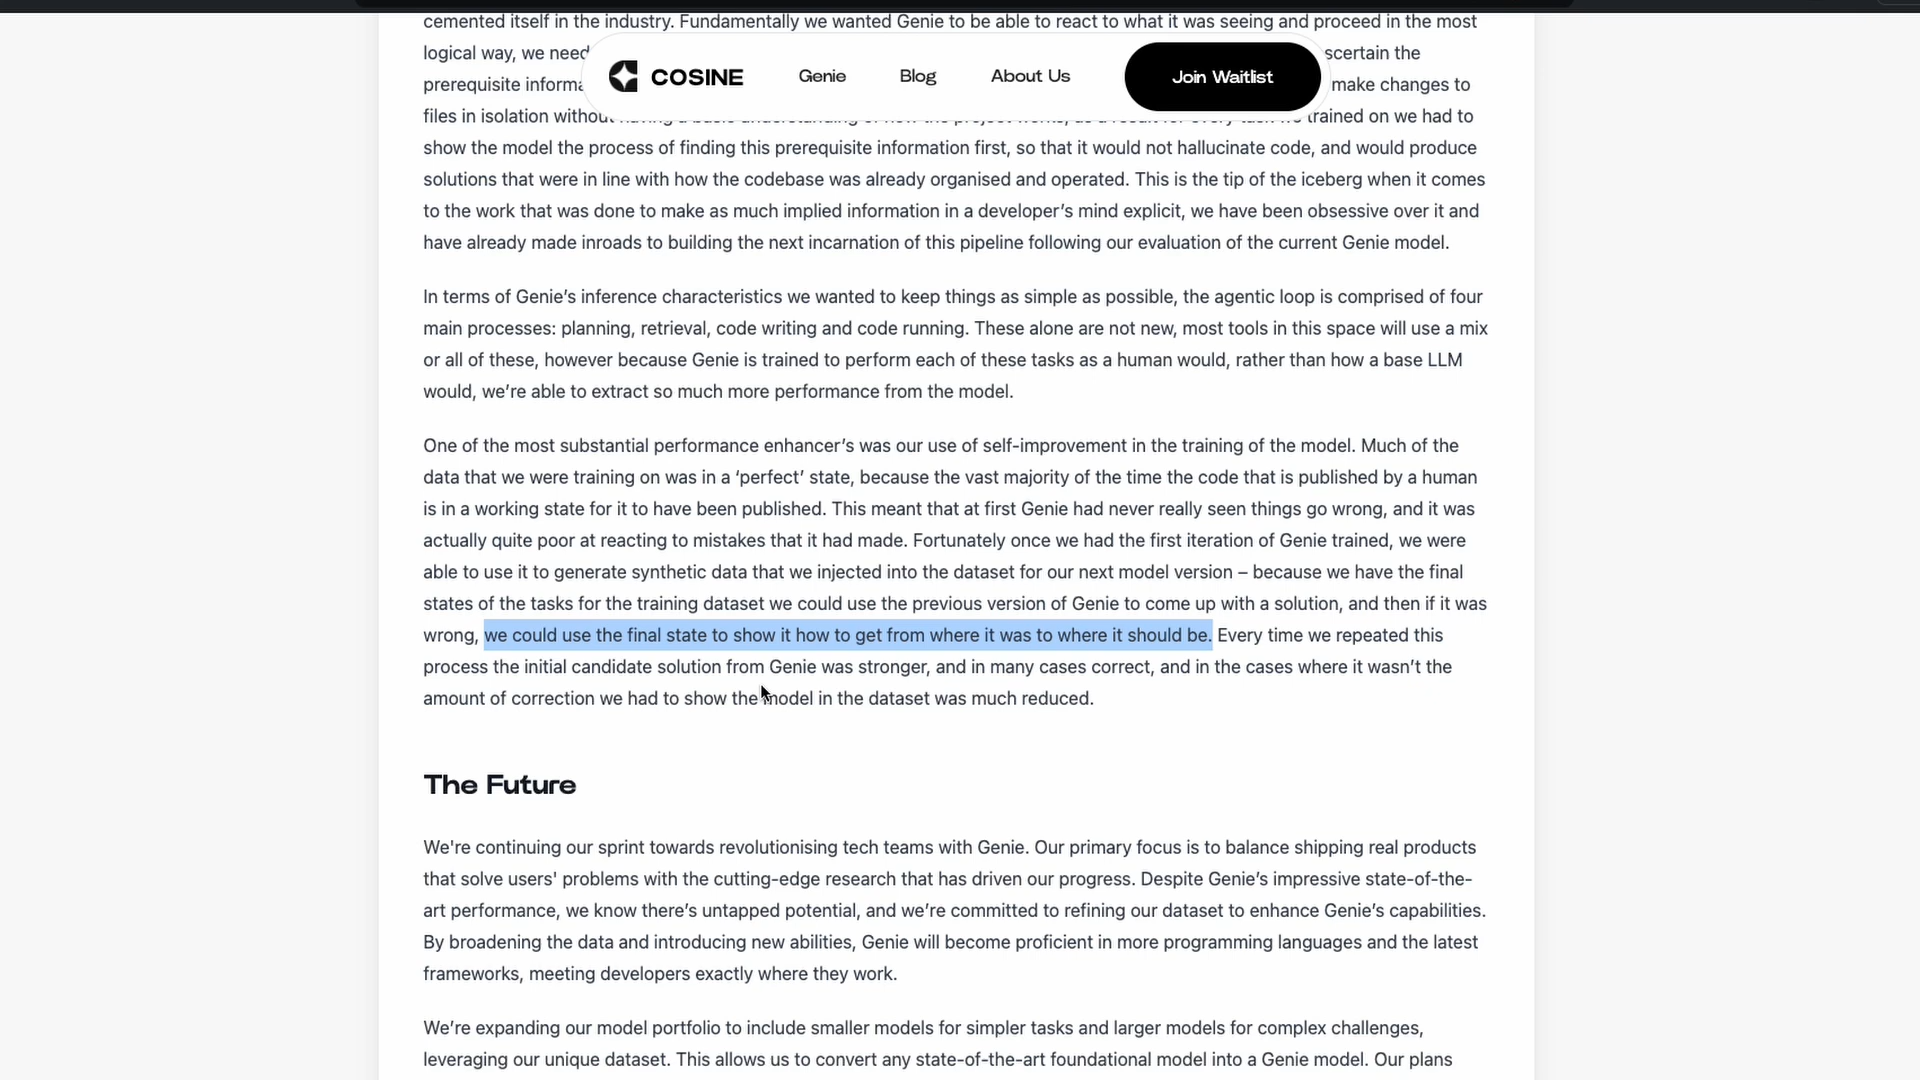 cemented itself in the industry. Fundamentally we wanted Genie to be able to react to what it was seeing and proceed in the most
logical way, we need scertain the
COSINE Genie Blog About Us Join Waitlist
prerequisite informa make changes to
files in isolation without having a basic understanding of how the project works, as a result for every task we trained on we had to
show the model the process of finding this prerequisite information first, so that it would not hallucinate code, and would produce
solutions that were in line with how the codebase was already organised and operated. This is the tip of the iceberg when it comes
to the work that was done to make as much implied information in a developer’s mind explicit, we have been obsessive over it and
have already made inroads to building the next incarnation of this pipeline following our evaluation of the current Genie model.
In terms of Genie’s inference characteristics we wanted to keep things as simple as possible, the agentic loop is comprised of four
main processes: planning, retrieval, code writing and code running. These alone are not new, most tools in this space will use a mix
or all of these, however because Genie is trained to perform each of these tasks as a human would, rather than how a base LLM
would, we’re able to extract so much more performance from the model.
One of the most substantial performance enhancer’s was our use of self-improvement in the training of the model. Much of the
data that we were training on was in a ‘perfect’ state, because the vast majority of the time the code that is published by a human
is in a working state for it to have been published. This meant that at first Genie had never really seen things go wrong, and it was
actually quite poor at reacting to mistakes that it had made. Fortunately once we had the first iteration of Genie trained, we were
able to use it to generate synthetic data that we injected into the dataset for our next model version – because we have the final
states of the tasks for the training dataset we could use the previous version of Genie to come up with a solution, and then if it was
wrong, we could use the final state to show it how to get from where it was to where it should be. Every time we repeated this
process the initial candidate solution from Genie was stronger, and in many cases correct, and in the cases where it wasn’t the
amount of correction we had to show the model in the dataset was much reduced.
The Future
We're continuing our sprint towards revolutionising tech teams with Genie. Our primary focus is to balance shipping real products
that solve users' problems with the cutting-edge research that has driven our progress. Despite Genie’s impressive state-of-the-
art performance, we know there’s untapped potential, and we’re committed to refining our dataset to enhance Genie’s capabilities.
By broadening the data and introducing new abilities, Genie will become proficient in more programming languages and the latest
frameworks, meeting developers exactly where they work.
We’re expanding our model portfolio to include smaller models for simpler tasks and larger models for complex challenges,
leveraging our unique dataset. This allows us to convert any state-of-the-art foundational model into a Genie model. Our plans